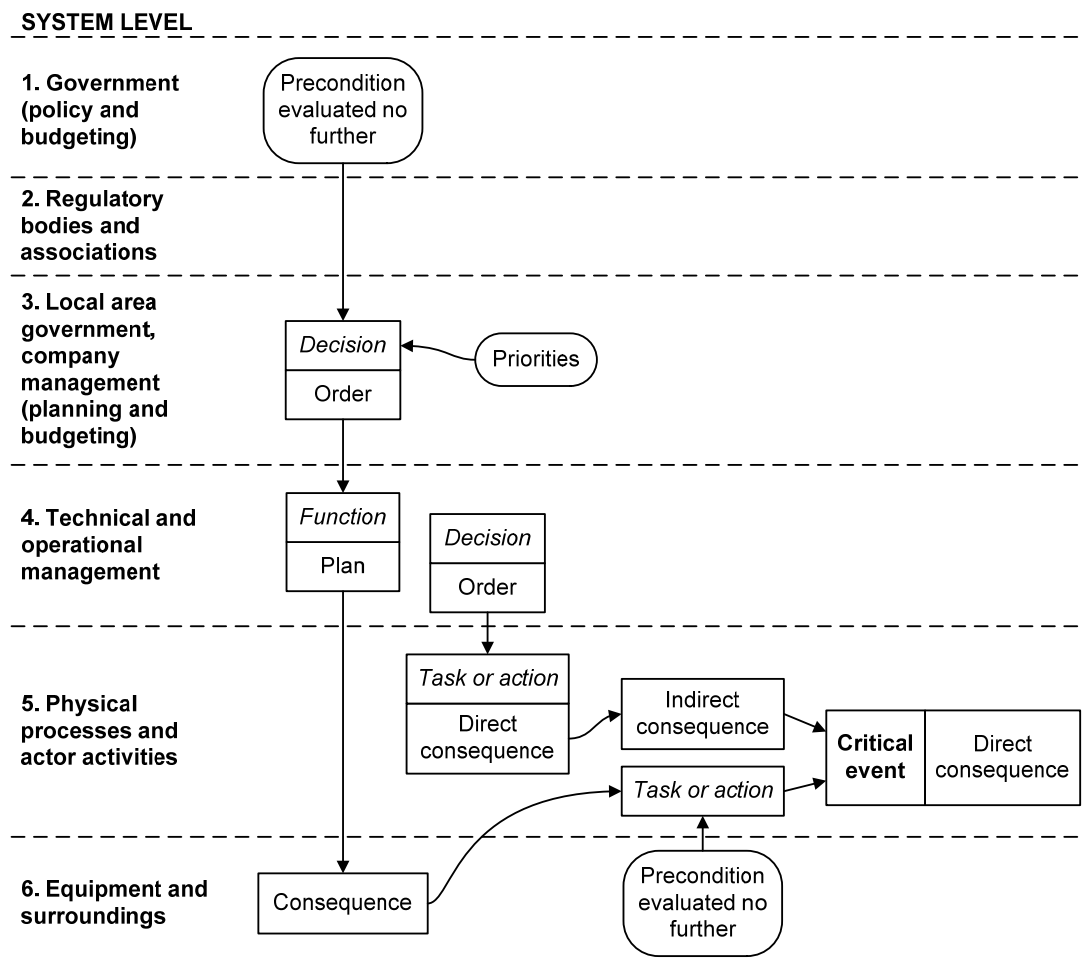 SYSTEM LEVEL
1. Government
(policy and
budgeting)
Precondition
evaluated no
further
2. Regulatory
bodies and
associations
3. Local area
government,
company
management
(planning and
budgeting)
Decision
Order
Priorities
4. Technical and
operational
management
Function
Plan
Decision
Order
5. Physical
processes and
actor activities
Task or action
Direct
consequence
Indirect
consequence
Task or action
Critical
event
Direct
consequence
6. Equipment and
surroundings
Consequence
Precondition
evaluated no
further